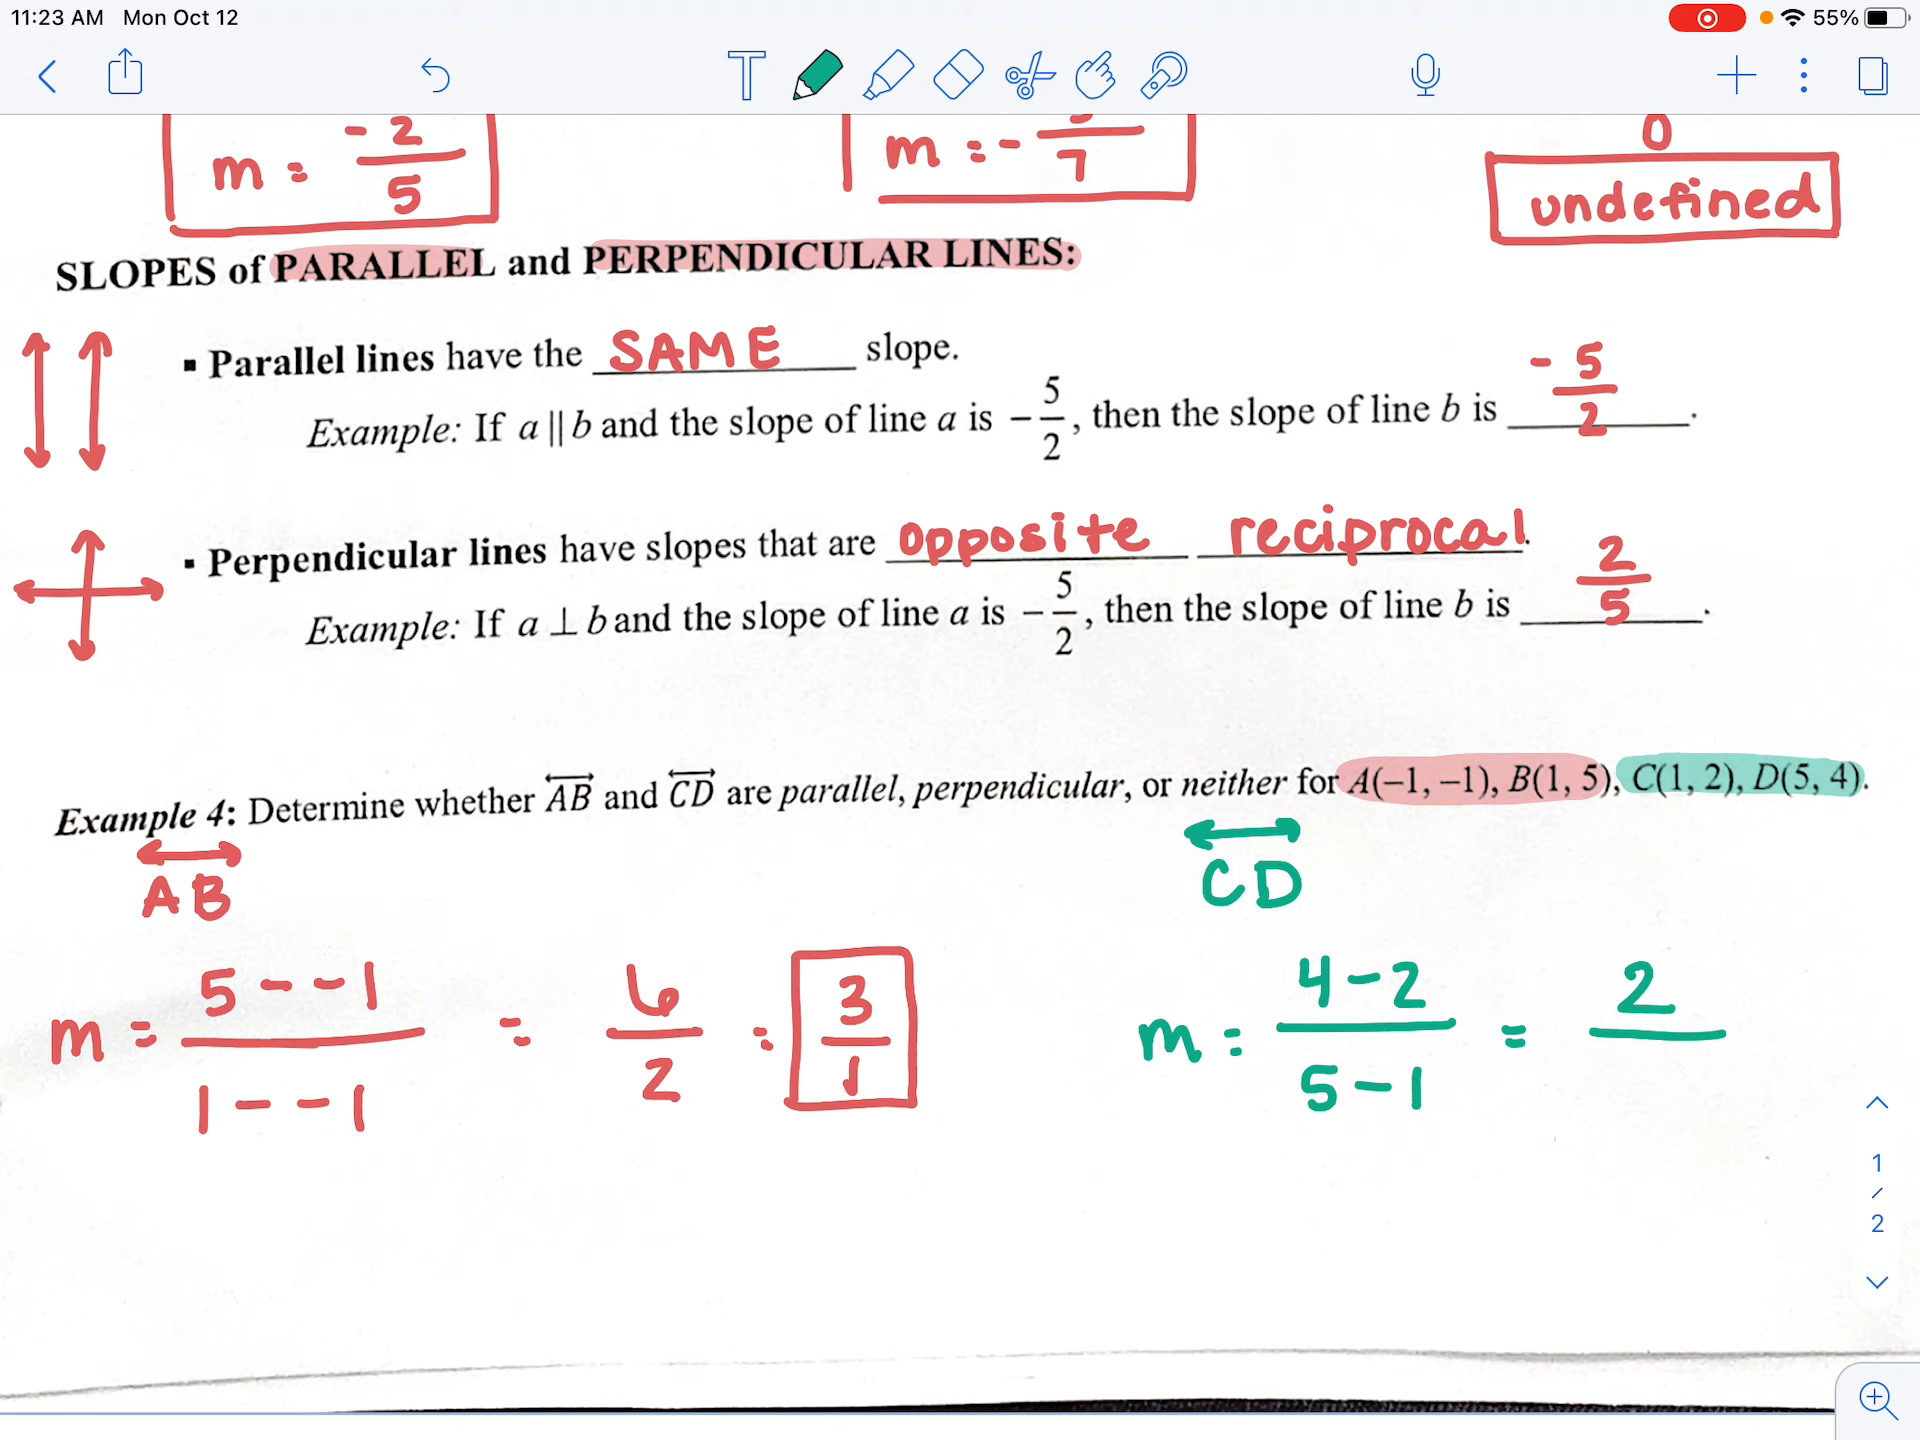 11:23 AM Mon Oct 12
55%
m = -2/5
m = - /7
0
undefined
SLOPES of PARALLEL and PERPENDICULAR LINES:
▪ Parallel lines have the SAME slope.
Example: If a || b and the slope of line a is -5/2, then the slope of line b is -5/2.
▪ Perpendicular lines have slopes that are opposite reciprocal.
Example: If a ⊥ b and the slope of line a is -5/2, then the slope of line b is 2/5.
Example 4: Determine whether AB and CD are parallel, perpendicular, or neither for A(−1, −1), B(1, 5), C(1, 2), D(5, 4).
AB
CD
m = 5--1/1--1 = 6/2 = 3/1
m = 4-2/5-1 = 2/
1
/
2